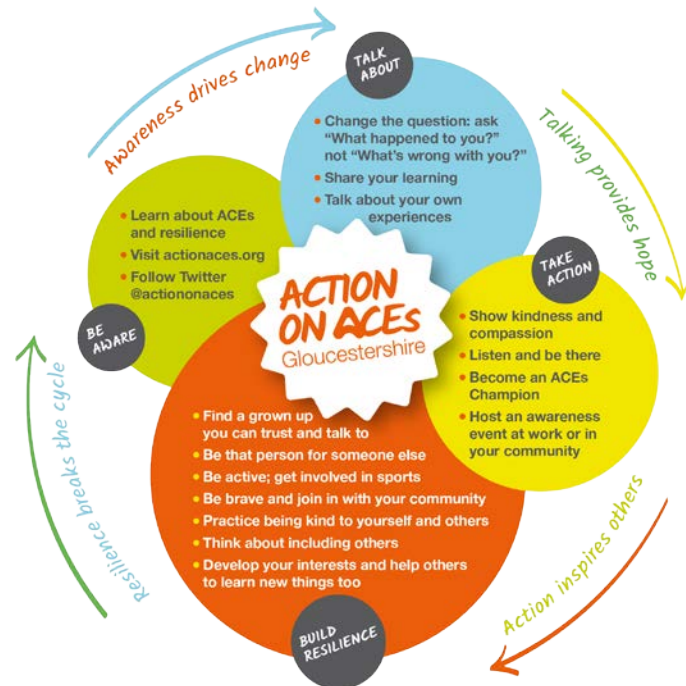 Awareness drives change
TALK
ABOUT
• Change the question: ask
“What happened to you?”
not “What’s wrong with you?”
• Share your learning
• Talk about your own
experiences
Talking provides hope
• Learn about ACEs
and resilience
• Visit actionaces.org
• Follow Twitter
@actiononaces
BE
AWARE
ACTION
ON ACEs
Gloucestershire
TAKE
ACTION
• Show kindness and
compassion
• Listen and be there
• Become an ACEs
Champion
• Host an awareness
event at work or in
your community
Resilience breaks the cycle
• Find a grown up
you can trust and talk to
• Be that person for someone else
• Be active; get involved in sports
• Be brave and join in with your community
• Practice being kind to yourself and others
• Think about including others
• Develop your interests and help others
to learn new things too
BUILD
RESILIENCE
Action inspires others